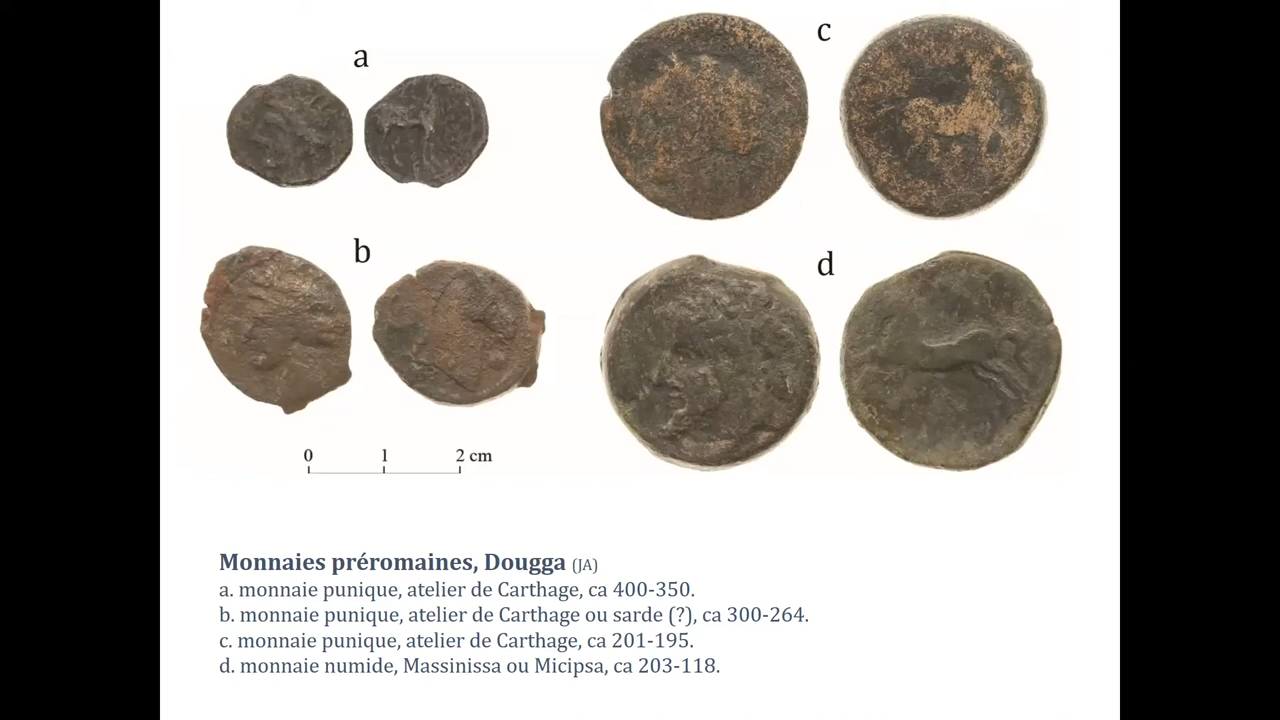 a
c
b
d
0 1 2 cm
Monnaies préromaines, Dougga (JA)
a. monnaie punique, atelier de Carthage, ca 400-350.
b. monnaie punique, atelier de Carthage ou sarde (?), ca 300-264.
c. monnaie punique, atelier de Carthage, ca 201-195.
d. monnaie numide, Massinissa ou Micipsa, ca 203-118.